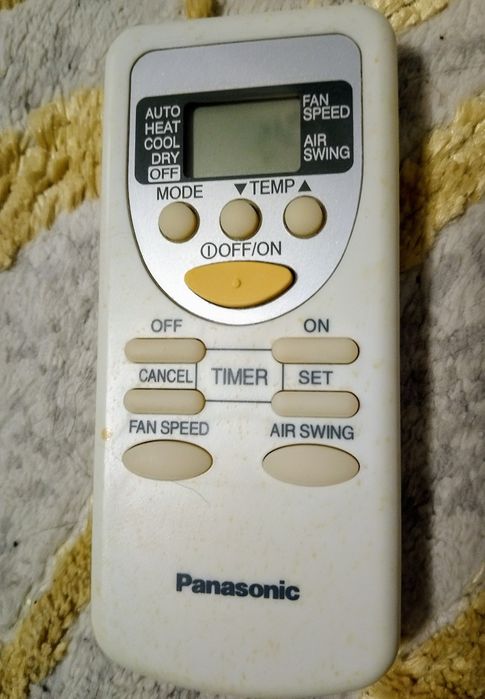 AUTO
HEAT
COOL
DRY
OFF
FAN
SPEED
AIR
SWING
MODE
▼TEMP▲
OFF/ON
OFF
ON
CANCEL
TIMER
SET
FAN SPEED
AIR SWING
Panasonic